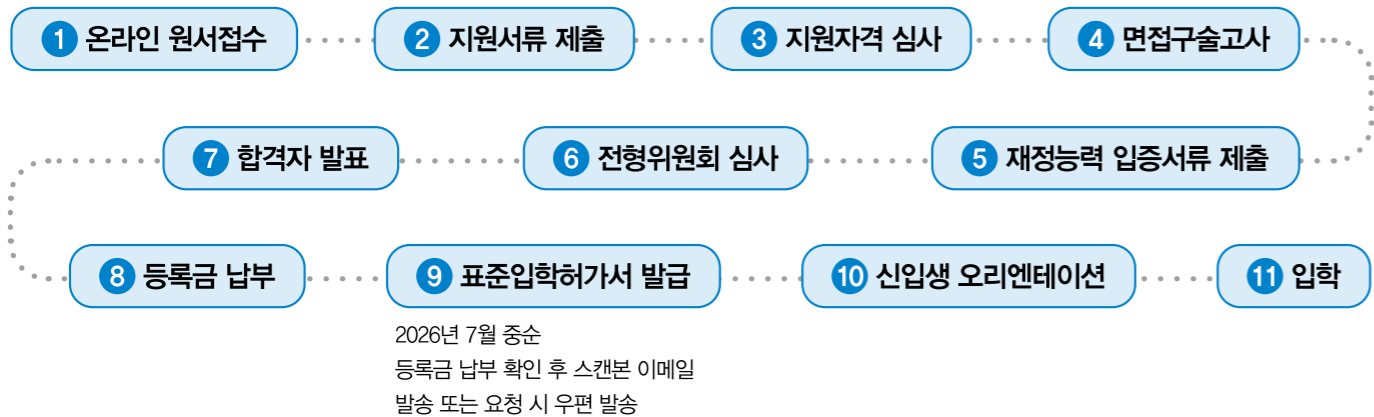 1 온라인 원서접수
2 지원서류 제출
3 지원자격 심사
4 면접구술고사
5 재정능력 입증서류 제출
6 전형위원회 심사
7 합격자 발표
8 등록금 납부
9 표준입학허가서 발급
2026년 7월 중순
등록금 납부 확인 후 스캔본 이메일
발송 또는 요청 시 우편 발송
10 신입생 오리엔테이션
11 입학